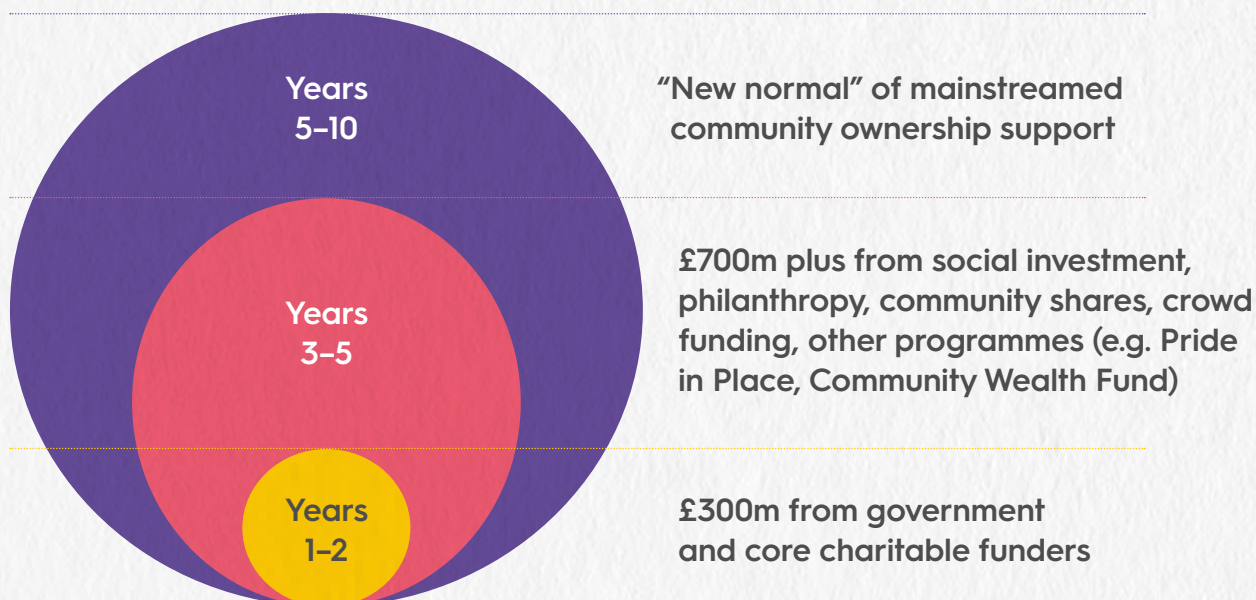 Years
5–10
“New normal” of mainstreamed
community ownership support
Years
3–5
£700m plus from social investment,
philanthropy, community shares, crowd
funding, other programmes (e.g. Pride
in Place, Community Wealth Fund)
Years
1–2
£300m from government
and core charitable funders